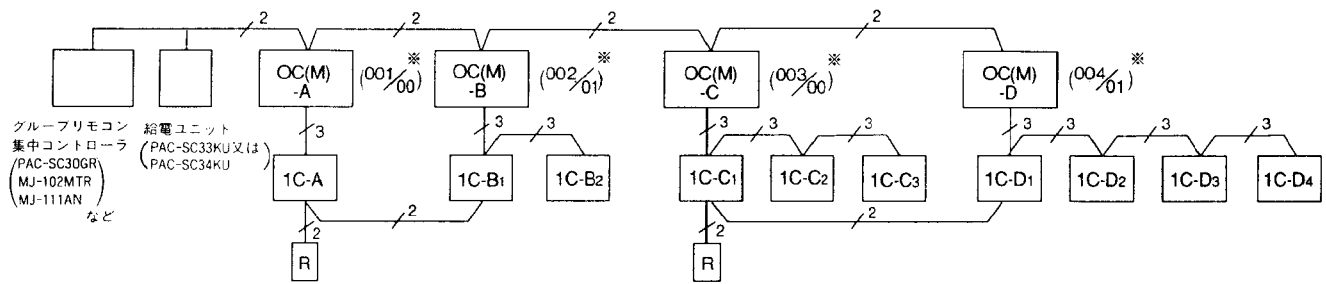 2 2 2 2
OC(M)
-A
(001/00)※
OC(M)
-B
(002/01)※
OC(M)
-C
(003/00)※
OC(M)
-D
(004/01)※
グループリモコン
集中コントローラ
(PAC-SC30GR
MJ-102MTR
MJ-111AN)
など
給電ユニット
(PAC-SC33KU又は
PAC-SC34KU)
3 3 3 3 3 3 3 3 3 3
1C-A
1C-B1
1C-B2
1C-C1
1C-C2
1C-C3
1C-D1
1C-D2
1C-D3
1C-D4
2 2 2 2
R
R